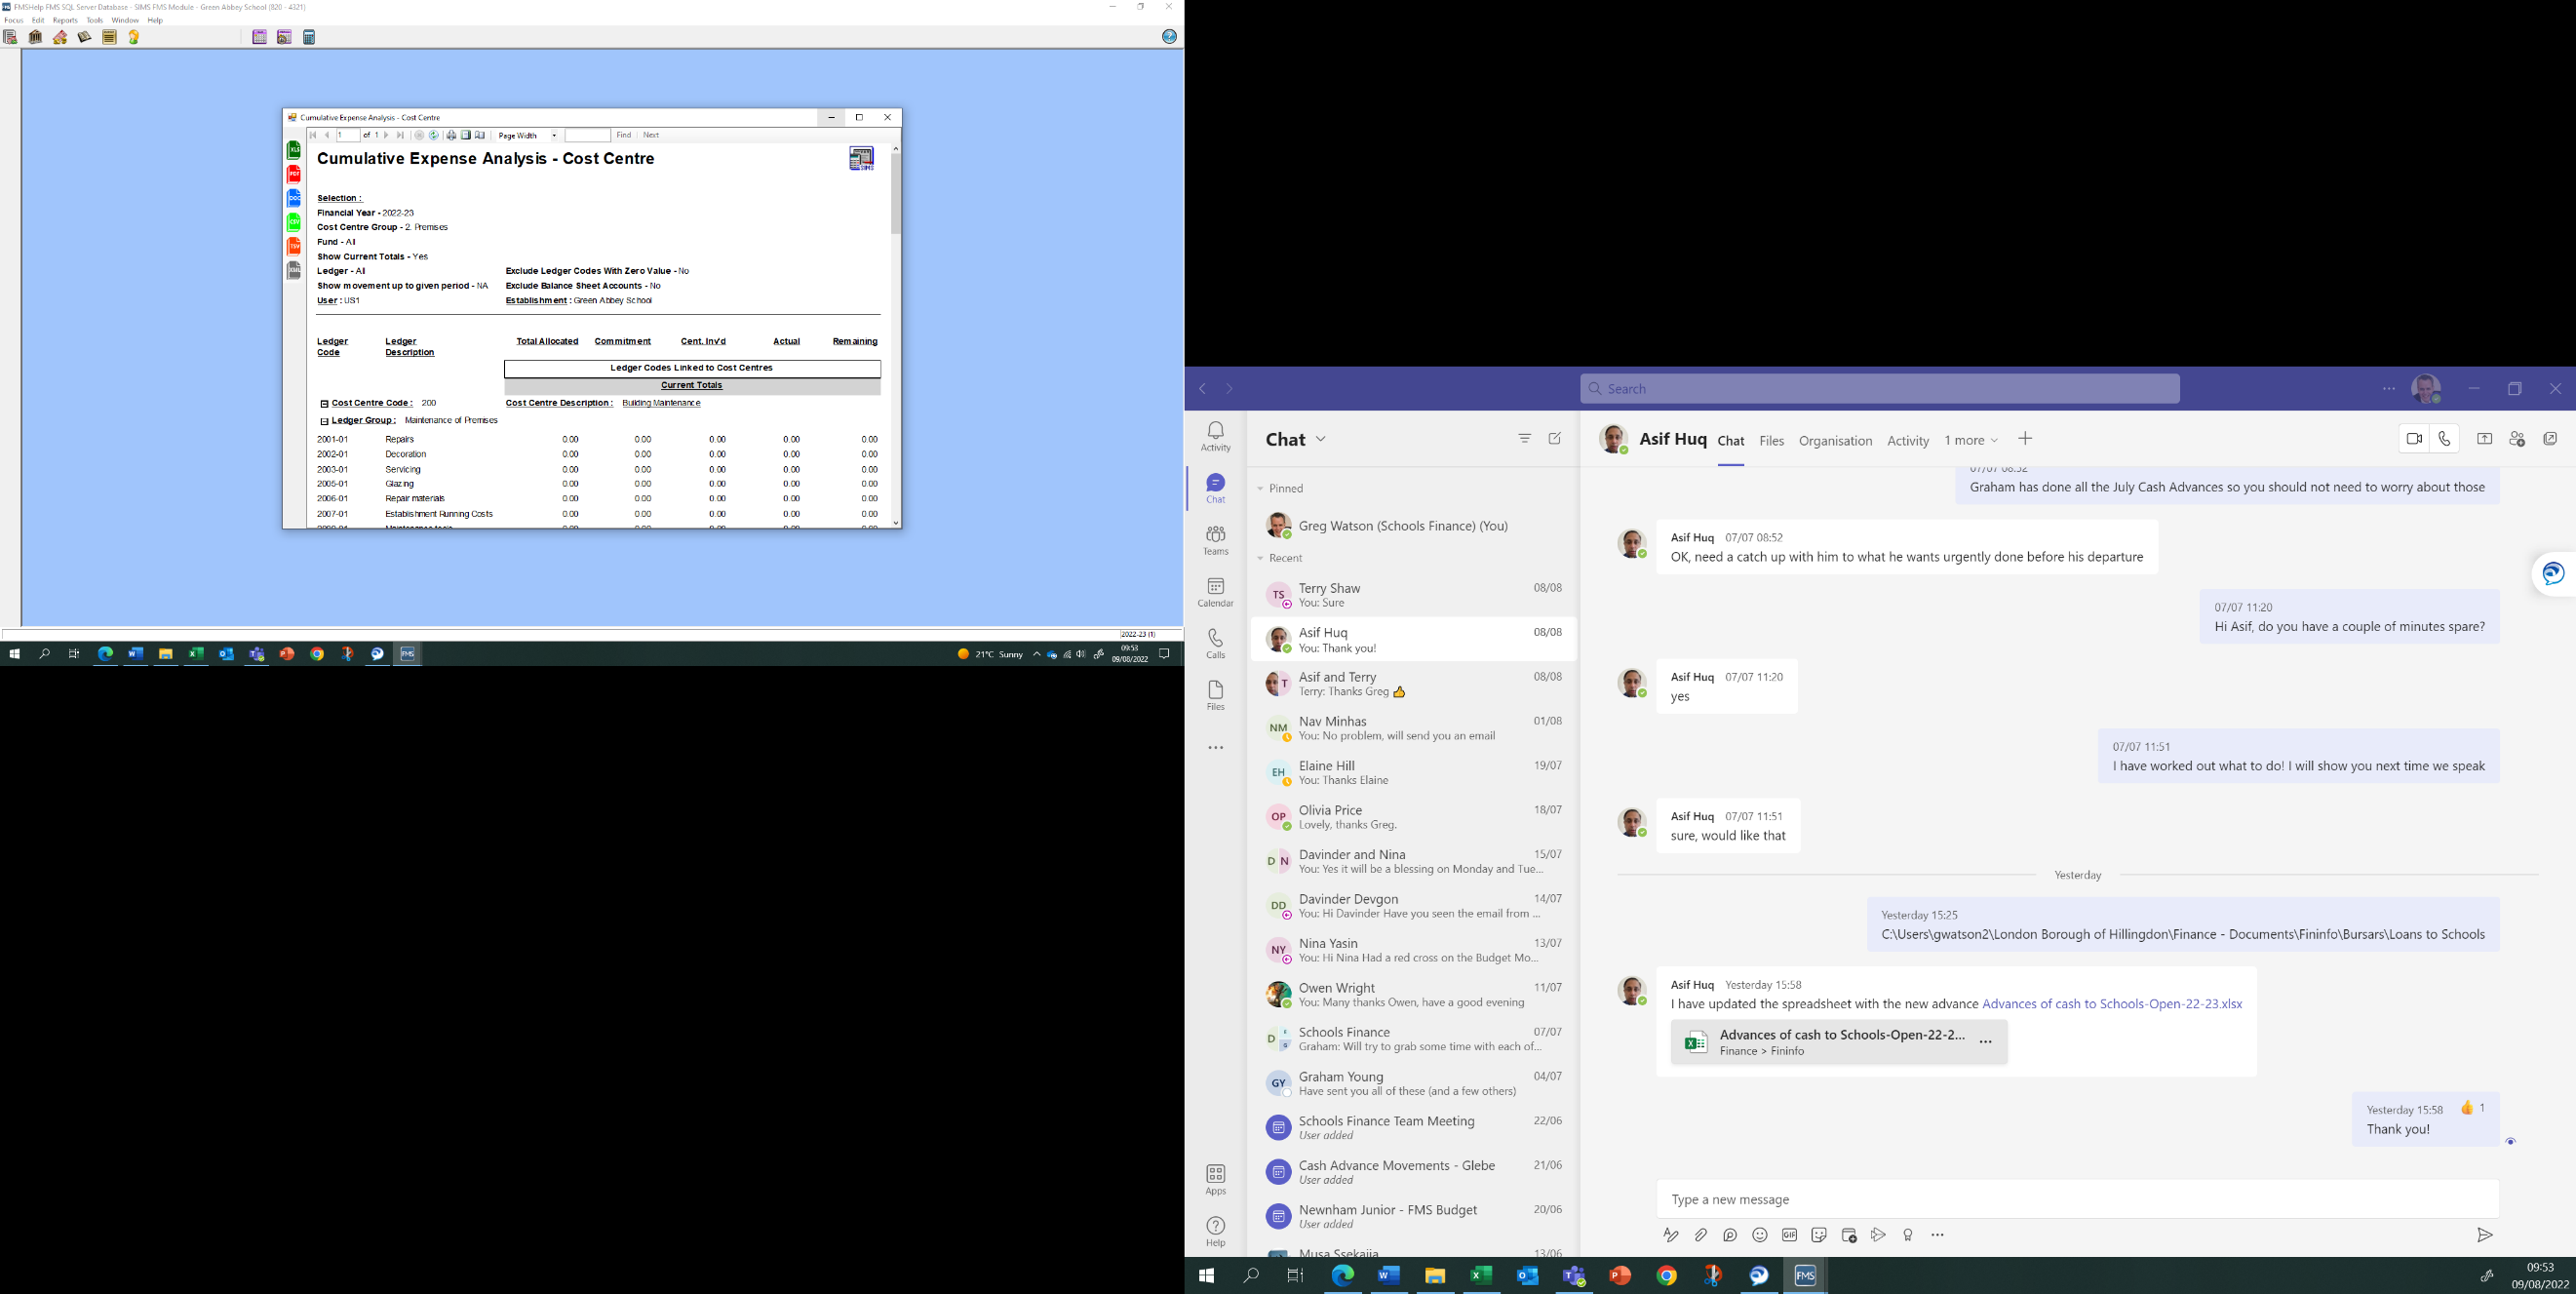 FMSHelp FMS SQL Server Database - SIMS FMS Module - Green Abbey School (820 - 4321)
Focus Edit Reports Tools Window Help
Cumulative Expense Analysis - Cost Centre
1 of 1 Page Width Find Next
Cumulative Expense Analysis - Cost Centre
Selection :
Financial Year - 2022-23
Cost Centre Group - 2. Premises
Fund - All
Show Current Totals - Yes
Ledger - All Exclude Ledger Codes With Zero Value - No
Show movement up to given period - NA Exclude Balance Sheet Accounts - No
User : US1 Establishment : Green Abbey School
Ledger Code Ledger Description Total Allocated Commitment Cent. Inv'd Actual Remaining
Ledger Codes Linked to Cost Centres
Current Totals
Cost Centre Code : 200 Cost Centre Description : Building Maintenance
Ledger Group : Maintenance of Premises
2001-01 Repairs 0.00 0.00 0.00 0.00 0.00
2002-01 Decoration 0.00 0.00 0.00 0.00 0.00
2003-01 Servicing 0.00 0.00 0.00 0.00 0.00
2005-01 Glazing 0.00 0.00 0.00 0.00 0.00
2006-01 Repair materials 0.00 0.00 0.00 0.00 0.00
2007-01 Establishment Running Costs 0.00 0.00 0.00 0.00 0.00
2022-23 (1)
21°C Sunny
09:53
09/08/2022
Search
Activity
Chat
Teams
Calendar
Calls
Files
Apps
Help
Chat
Pinned
Greg Watson (Schools Finance) (You)
Recent
TS Terry Shaw 08/08
You: Sure
Asif Huq 08/08
You: Thank you!
T Asif and Terry 08/08
Terry: Thanks Greg 👍
NM Nav Minhas 01/08
You: No problem, will send you an email
EH Elaine Hill 19/07
You: Thanks Elaine
OP Olivia Price 18/07
Lovely, thanks Greg.
D N Davinder and Nina 15/07
You: Yes it will be a blessing on Monday and Tue...
DD Davinder Devgon 14/07
You: Hi Davinder Have you seen the email from ...
NY Nina Yasin 13/07
You: Hi Nina Had a red cross on the Budget Mo...
Owen Wright 11/07
You: Many thanks Owen, have a good evening
D Schools Finance 07/07
Graham: Will try to grab some time with each of...
GY Graham Young 04/07
Have sent you all of these (and a few others)
Schools Finance Team Meeting 22/06
User added
Cash Advance Movements - Glebe 21/06
User added
Newnham Junior - FMS Budget 20/06
User added
Musa Ssekajja 13/06
Asif Huq Chat Files Organisation Activity 1 more
07/07 08:52
Graham has done all the July Cash Advances so you should not need to worry about those
Asif Huq 07/07 08:52
OK, need a catch up with him to what he wants urgently done before his departure
07/07 11:20
Hi Asif, do you have a couple of minutes spare?
Asif Huq 07/07 11:20
yes
07/07 11:51
I have worked out what to do! I will show you next time we speak
Asif Huq 07/07 11:51
sure, would like that
Yesterday
Yesterday 15:25
C:\Users\gwatson2\London Borough of Hillingdon\Finance - Documents\Fininfo\Bursars\Loans to Schools
Asif Huq Yesterday 15:58
I have updated the spreadsheet with the new advance Advances of cash to Schools-Open-22-23.xlsx
Advances of cash to Schools-Open-22-2...
Finance > Fininfo
Yesterday 15:58 👍 1
Thank you!
Type a new message
GIF
FMS
09:53
09/08/2022